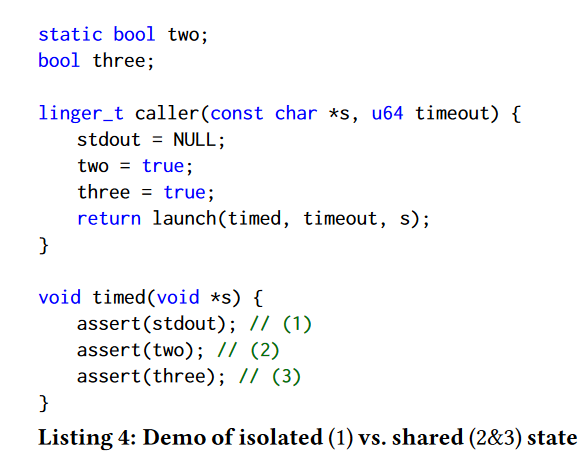 static bool two;
bool three;

linger_t caller(const char *s, u64 timeout) {
    stdout = NULL;
    two = true;
    three = true;
    return launch(timed, timeout, s);
}

void timed(void *s) {
    assert(stdout); // (1)
    assert(two); // (2)
    assert(three); // (3)
}
Listing 4: Demo of isolated (1) vs. shared (2&3) state